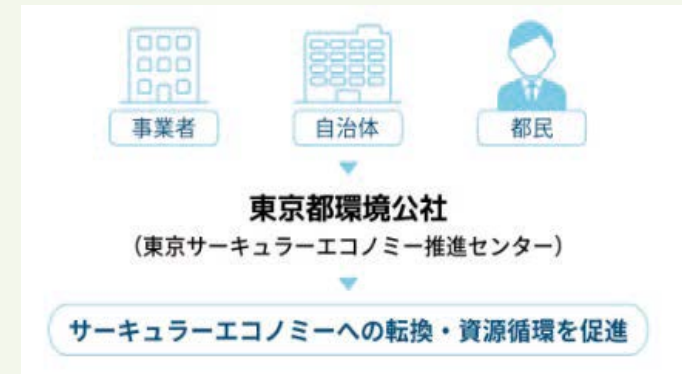 事業者
自治体
都民
東京都環境公社
(東京サーキュラーエコノミー推進センター)
サーキュラーエコノミーへの転換・資源循環を促進